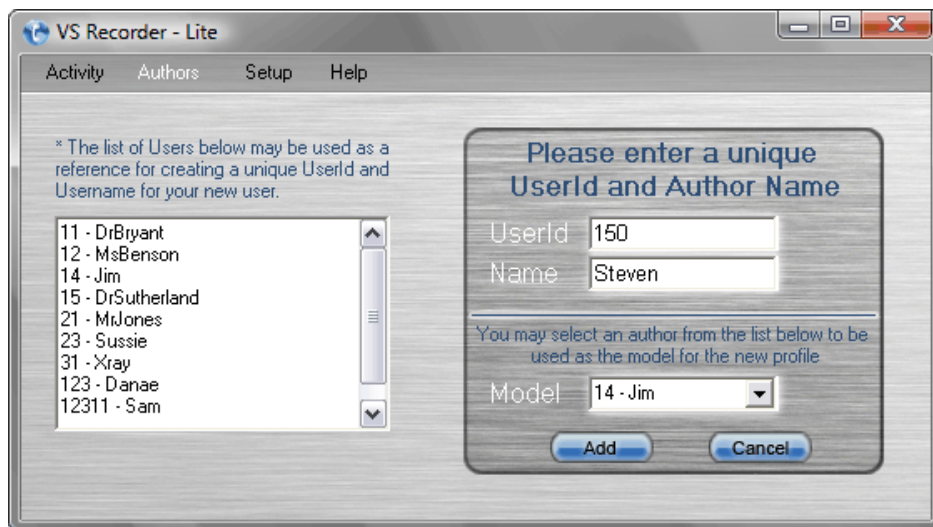 VS Recorder - Lite
Activity Authors Setup Help
* The list of Users below may be used as a
reference for creating a unique UserId and
Username for your new user.
11 - DrBryant
12 - MsBenson
14 - Jim
15 - DrSutherland
21 - MrJones
23 - Sussie
31 - Xray
123 - Danae
12311 - Sam
Please enter a unique
UserId and Author Name
UserId 150
Name Steven
You may select an author from the list below to be
used as the model for the new profile
Model 14 - Jim
Add Cancel